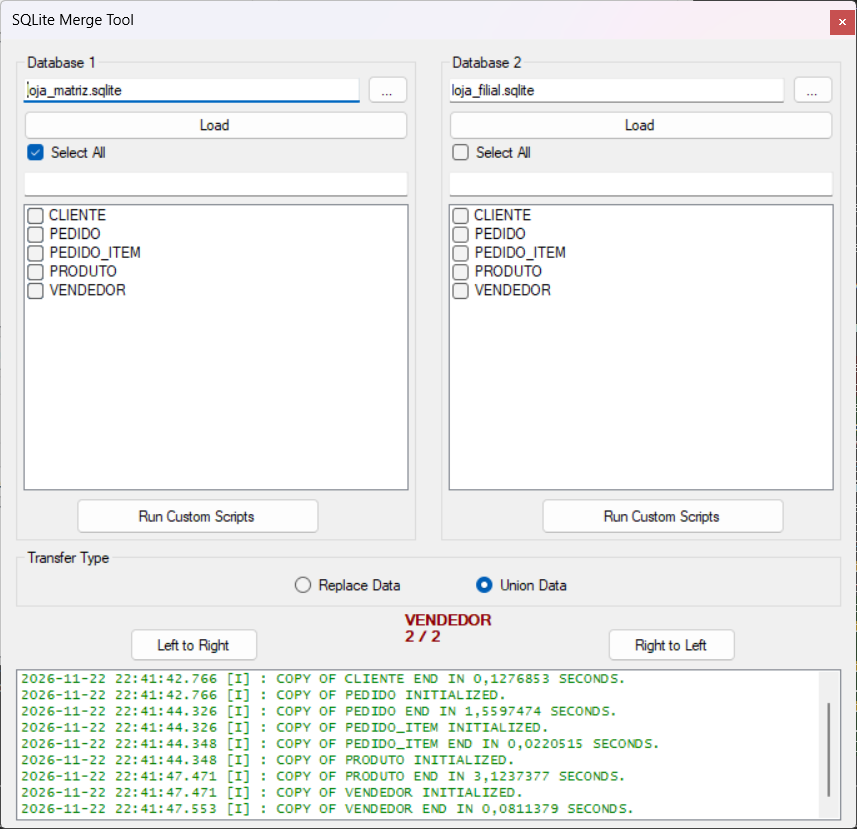 SQLite Merge Tool
Database 1
loja_matriz.sqlite
...
Load
Select All
CLIENTE
PEDIDO
PEDIDO_ITEM
PRODUTO
VENDEDOR
Run Custom Scripts
Database 2
loja_filial.sqlite
...
Load
Select All
CLIENTE
PEDIDO
PEDIDO_ITEM
PRODUTO
VENDEDOR
Run Custom Scripts
Transfer Type
Replace Data
Union Data
Left to Right
VENDEDOR
2 / 2
Right to Left
2026-11-22 22:41:42.766 [I] : COPY OF CLIENTE END IN 0,1276853 SECONDS.
2026-11-22 22:41:42.766 [I] : COPY OF PEDIDO INITIALIZED.
2026-11-22 22:41:44.326 [I] : COPY OF PEDIDO END IN 1,5597474 SECONDS.
2026-11-22 22:41:44.326 [I] : COPY OF PEDIDO_ITEM INITIALIZED.
2026-11-22 22:41:44.348 [I] : COPY OF PEDIDO_ITEM END IN 0,0220515 SECONDS.
2026-11-22 22:41:44.348 [I] : COPY OF PRODUTO INITIALIZED.
2026-11-22 22:41:47.471 [I] : COPY OF PRODUTO END IN 3,1237377 SECONDS.
2026-11-22 22:41:47.471 [I] : COPY OF VENDEDOR INITIALIZED.
2026-11-22 22:41:47.553 [I] : COPY OF VENDEDOR END IN 0,0811379 SECONDS.